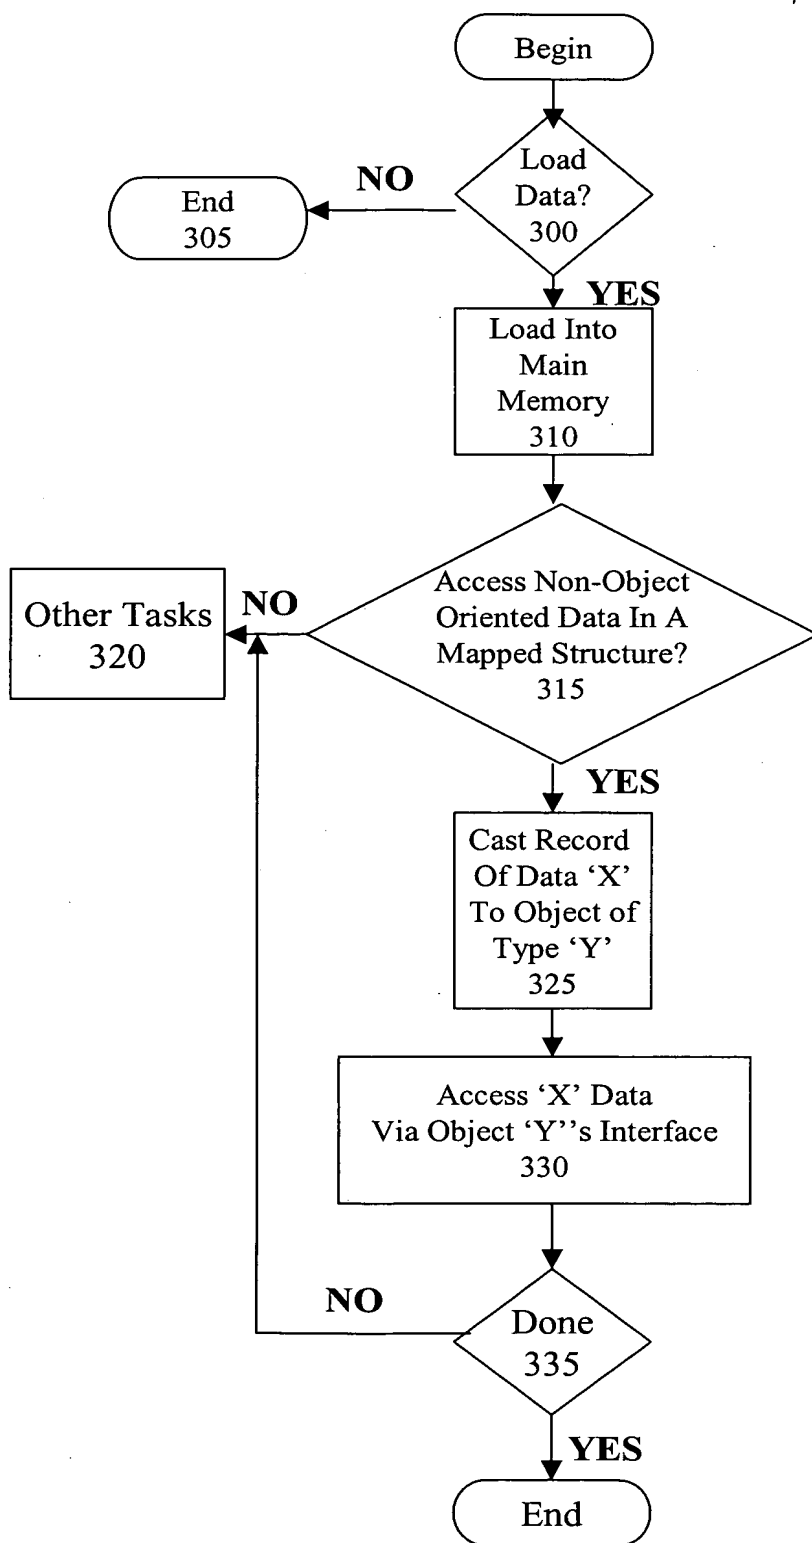 Begin
Load
Data?
300
NO
End
305
YES
Load Into
Main
Memory
310
Access Non-Object
Oriented Data In A
Mapped Structure?
315
NO
Other Tasks
320
YES
Cast Record
Of Data ‘X’
To Object of
Type ‘Y’
325
Access ‘X’ Data
Via Object ‘Y’'s Interface
330
NO
Done
335
YES
End